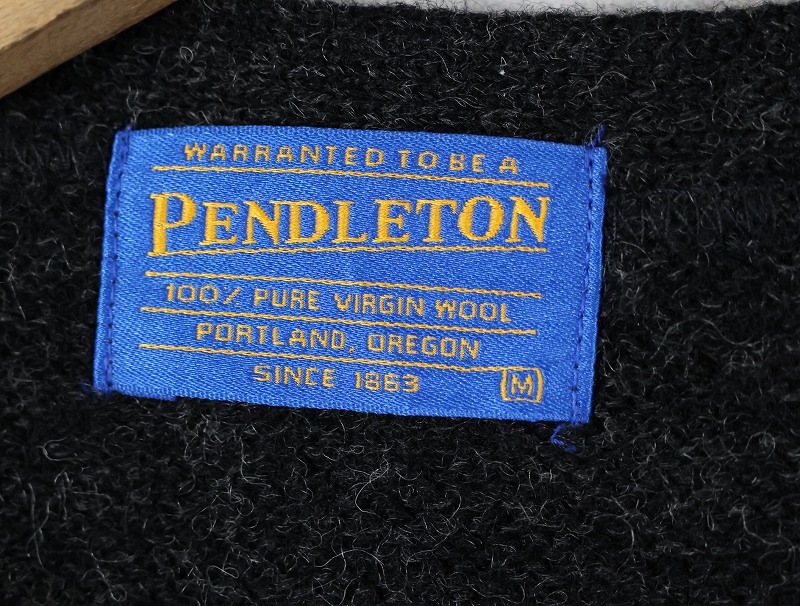 WARRANTED TO BE A
PENDLETON
100% PURE VIRGIN WOOL
PORTLAND, OREGON
SINCE 1863 M